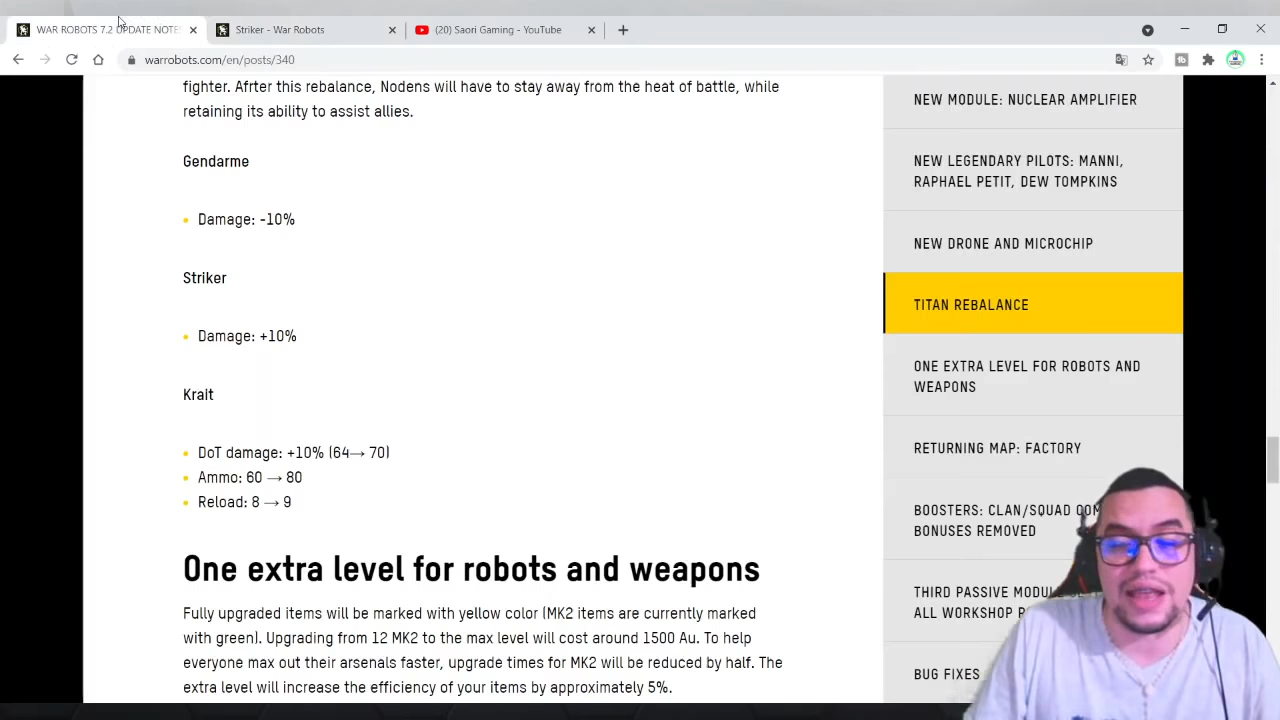 WAR ROBOTS 7.2 UPDATE NOTE
Striker - War Robots
(20) Saori Gaming - YouTube
warrobots.com/en/posts/340
fighter. Afrter this rebalance, Nodens will have to stay away from the heat of battle, while
retaining its ability to assist allies.
Gendarme
Damage: -10%
Striker
Damage: +10%
Krait
DoT damage: +10% (64→ 70)
Ammo: 60 → 80
Reload: 8 → 9
One extra level for robots and weapons
Fully upgraded items will be marked with yellow color (MK2 items are currently marked
with green). Upgrading from 12 MK2 to the max level will cost around 1500 Au. To help
everyone max out their arsenals faster, upgrade times for MK2 will be reduced by half. The
extra level will increase the efficiency of your items by approximately 5%.
NEW MODULE: NUCLEAR AMPLIFIER
NEW LEGENDARY PILOTS: MANNI,
RAPHAEL PETIT, DEW TOMPKINS
NEW DRONE AND MICROCHIP
TITAN REBALANCE
ONE EXTRA LEVEL FOR ROBOTS AND
WEAPONS
RETURNING MAP: FACTORY
BOOSTERS: CLAN/SQUAD
BONUSES REMOVED
THIRD PASSIVE
ALL WORKSHOP
BUG FIXES